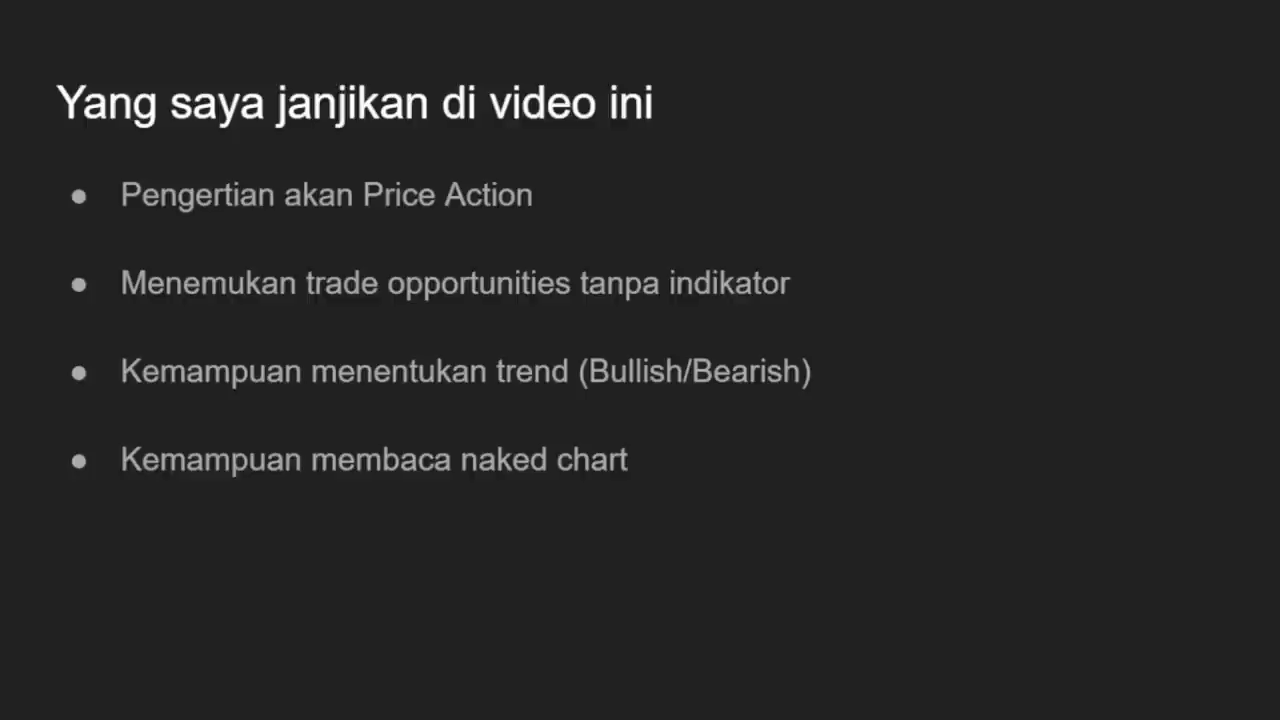 Yang saya janjikan di video ini
● Pengertian akan Price Action
● Menemukan trade opportunities tanpa indikator
● Kemampuan menentukan trend (Bullish/Bearish)
● Kemampuan membaca naked chart